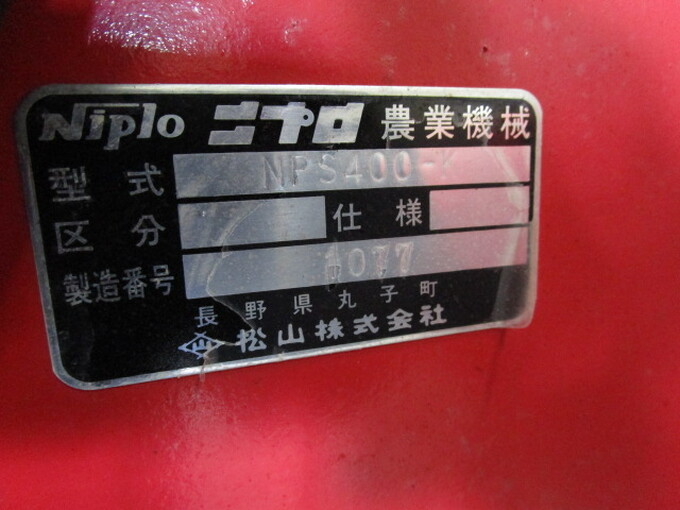 Niplo ニプロ 農業機械
型式 NPS400-K
区分 仕様
製造番号 1077
長野県丸子町
松山株式会社